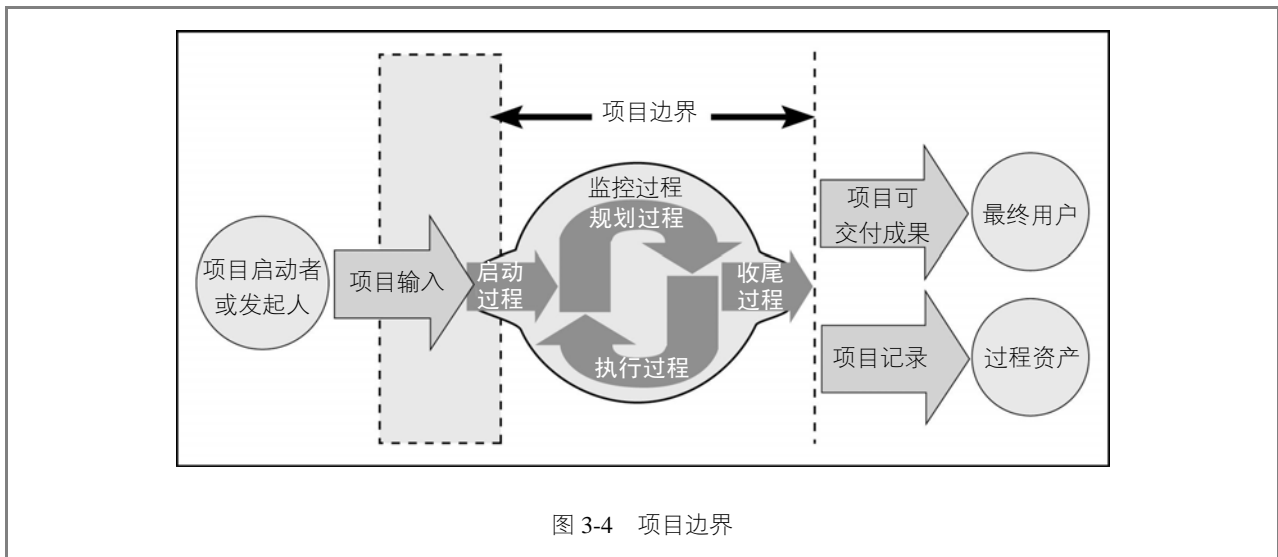 项目边界
监控过程
规划过程
项目启动者
或发起人
项目输入
启动
过程
收尾
过程
执行过程
项目可
交付成果
最终用户
项目记录
过程资产
图 3-4 项目边界